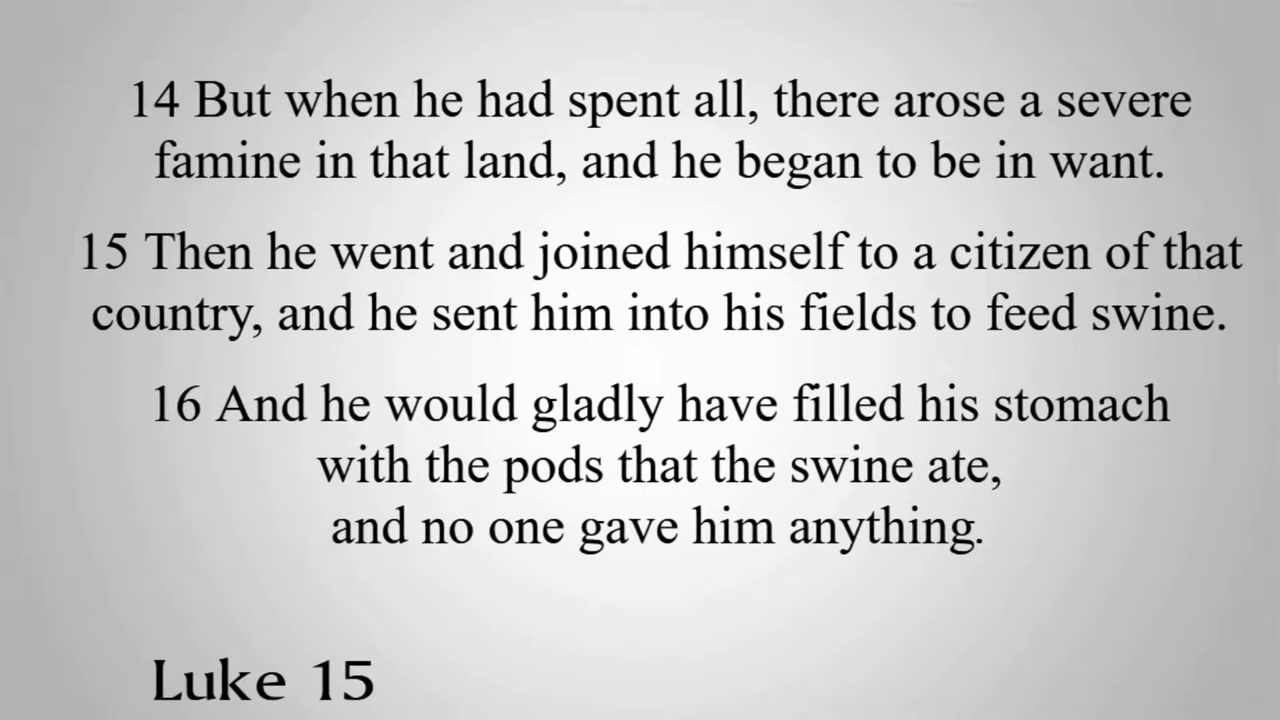 14 But when he had spent all, there arose a severe
famine in that land, and he began to be in want.
15 Then he went and joined himself to a citizen of that
country, and he sent him into his fields to feed swine.
16 And he would gladly have filled his stomach
with the pods that the swine ate,
and no one gave him anything.
Luke 15